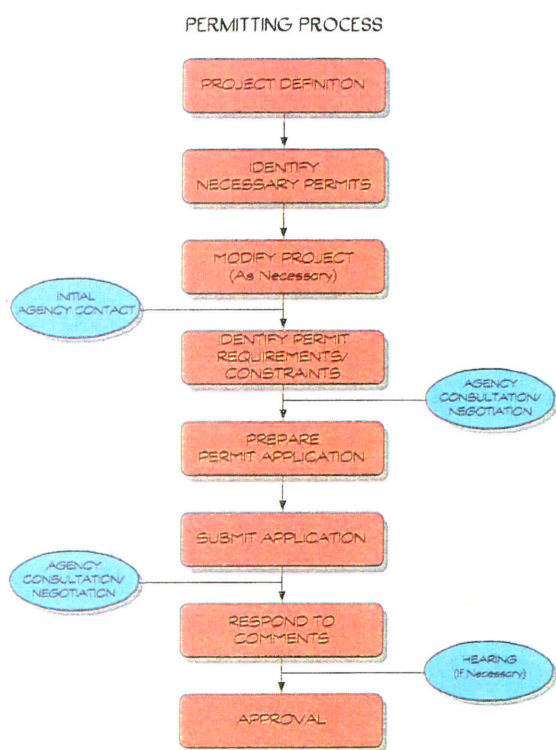 PERMITTING PROCESS
PROJECT DEFINITON
IDENTIFY
NECESSARY PERMITS
MODIFY PROJECT
(As Necessary)
INITIAL
AGENCY CONTACT
IDENTIFY PERMIT
REQUIREMENTS/
CONSTRAINTS
AGENCY
CONSULTATION/
NEGOTIATION
PREPARE
PERMIT APPLICATION
SUBMIT APPLICATION
AGENCY
CONSULTATION/
NEGOTIATION
RESPOND TO
COMMENTS
HEARING
(If Necessary)
APPROVAL